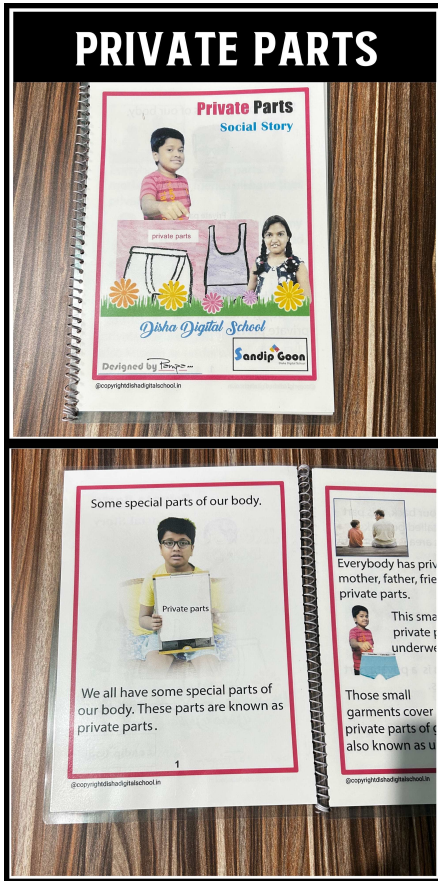 PRIVATE PARTS
Private Parts
Social Story
private parts
Disha Digital School
Sandip Goon
Designed by
@copyrightdishadigitalschool.in
Some special parts of our body.
Private parts
We all have some special parts of
our body. These parts are known as
private parts.
1
@copyrightdishadigitalschool.in
Everybody has priv
mother, father, frie
private parts.
This sma
private p
underwe
Those small
garments cover
private parts of g
also known as u
@copyrightdishadigitalschool.in